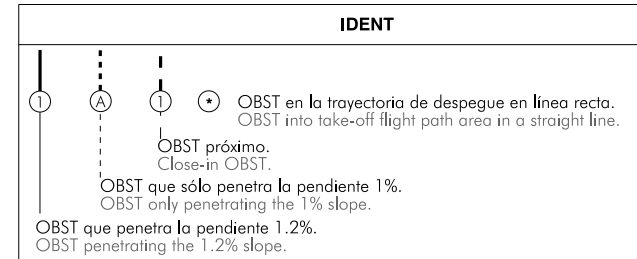 IDENT
1 A 1 * OBST en la trayectoria de despegue en línea recta.
OBST into take-off flight path area in a straight line.
OBST próximo.
Close-in OBST.
OBST que sólo penetra la pendiente 1%.
OBST only penetrating the 1% slope.
OBST que penetra la pendiente 1.2%.
OBST penetrating the 1.2% slope.